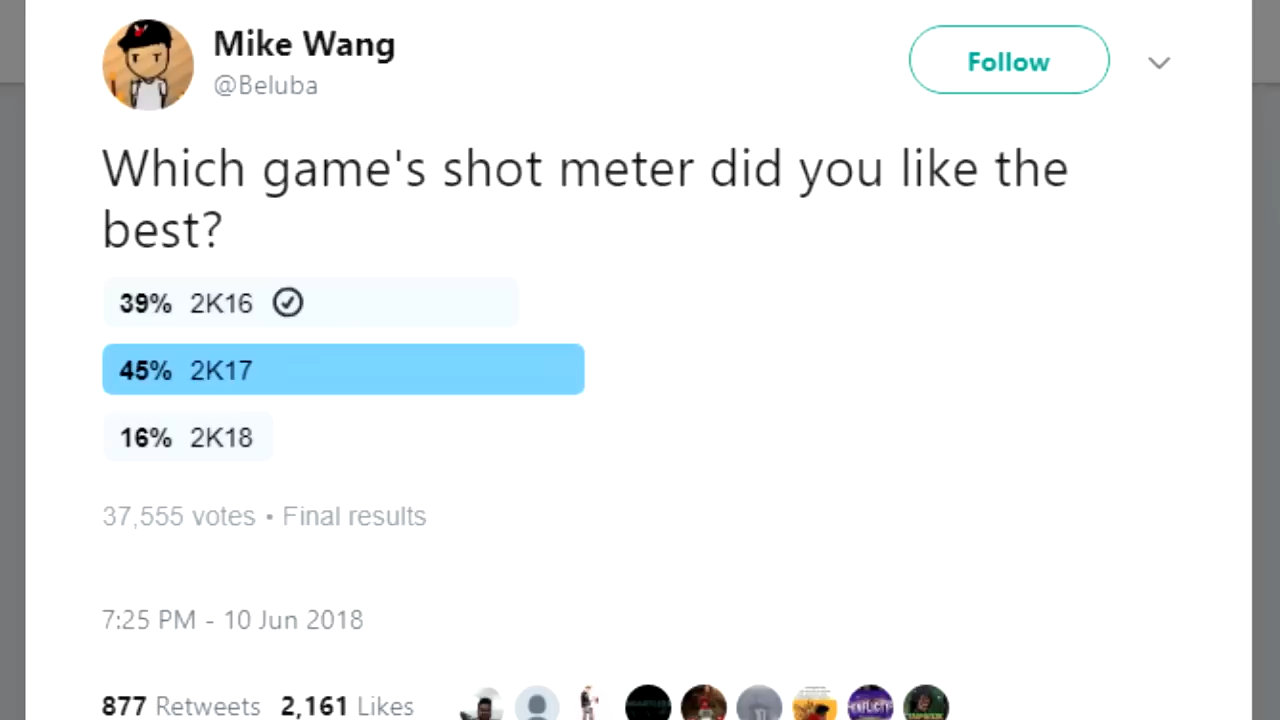 Mike Wang
@Beluba
Follow
Which game's shot meter did you like the
best?
39% 2K16
45% 2K17
16% 2K18
37,555 votes • Final results
7:25 PM - 10 Jun 2018
877 Retweets 2,161 Likes